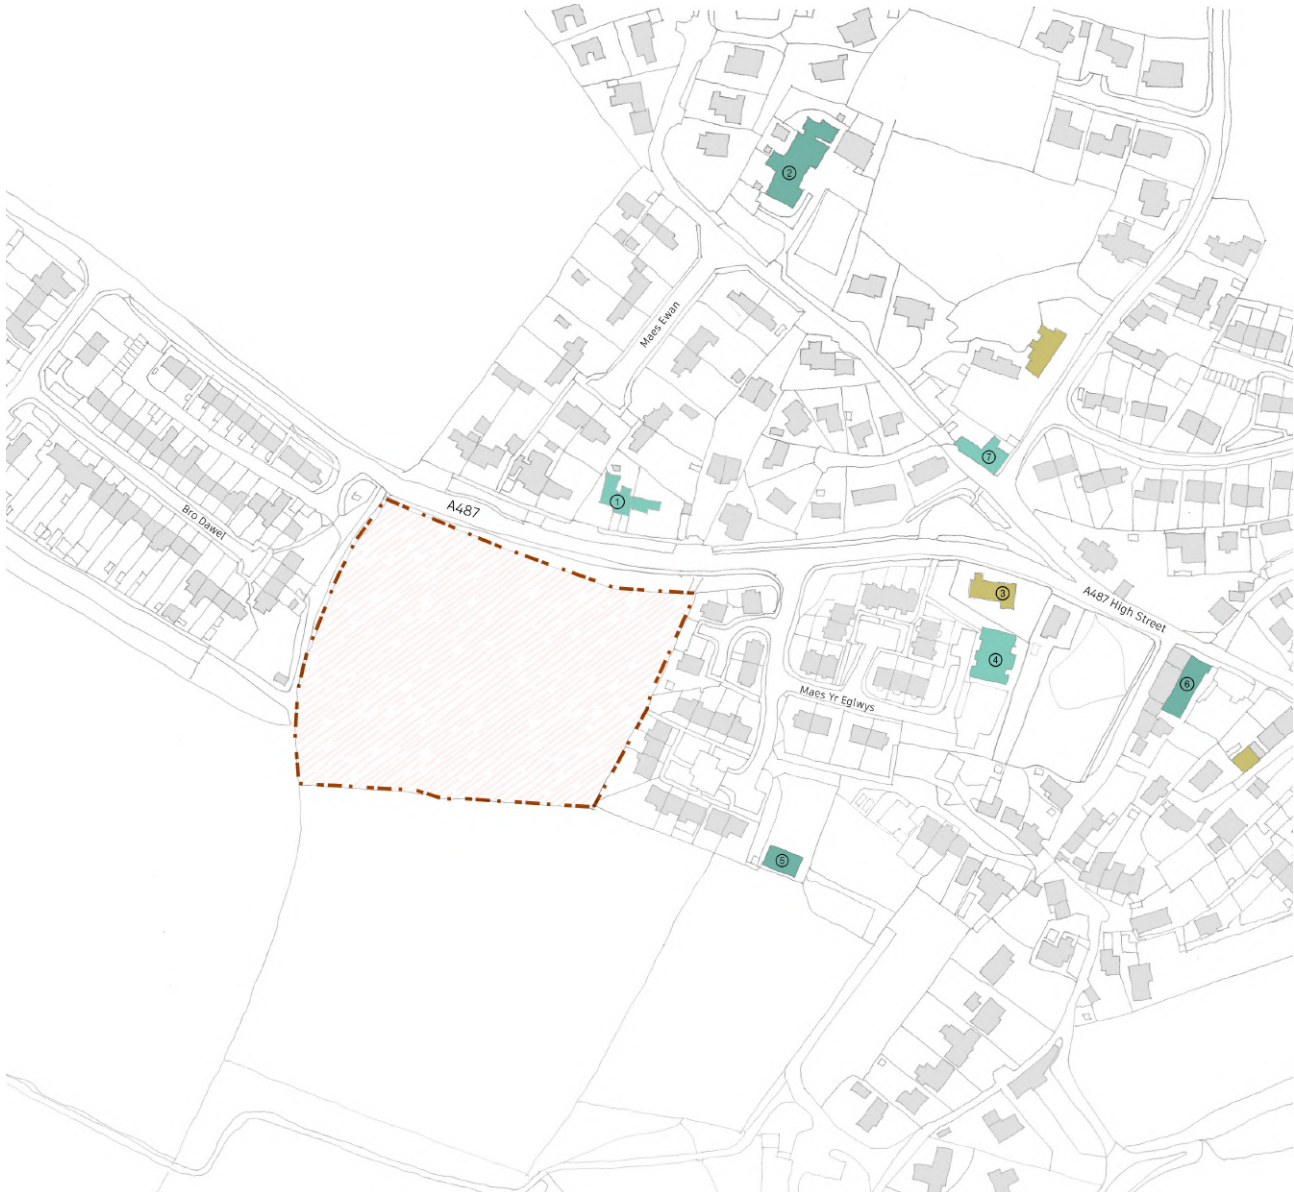 ②
Maes Ewan
⑦
①
A487
Bro Dawel
③
A487 High Street
④
⑥
Maes Yr Eglwys
⑤